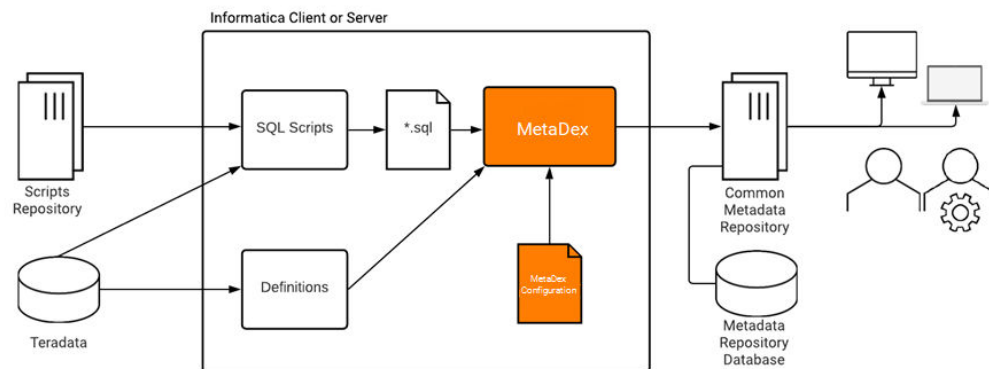 Informatica Client or Server
Scripts
Repository
SQL Scripts
*.sql
MetaDex
Common
Metadata
Repository
Teradata
Definitions
MetaDex
Configuration
Metadata
Repository
Database